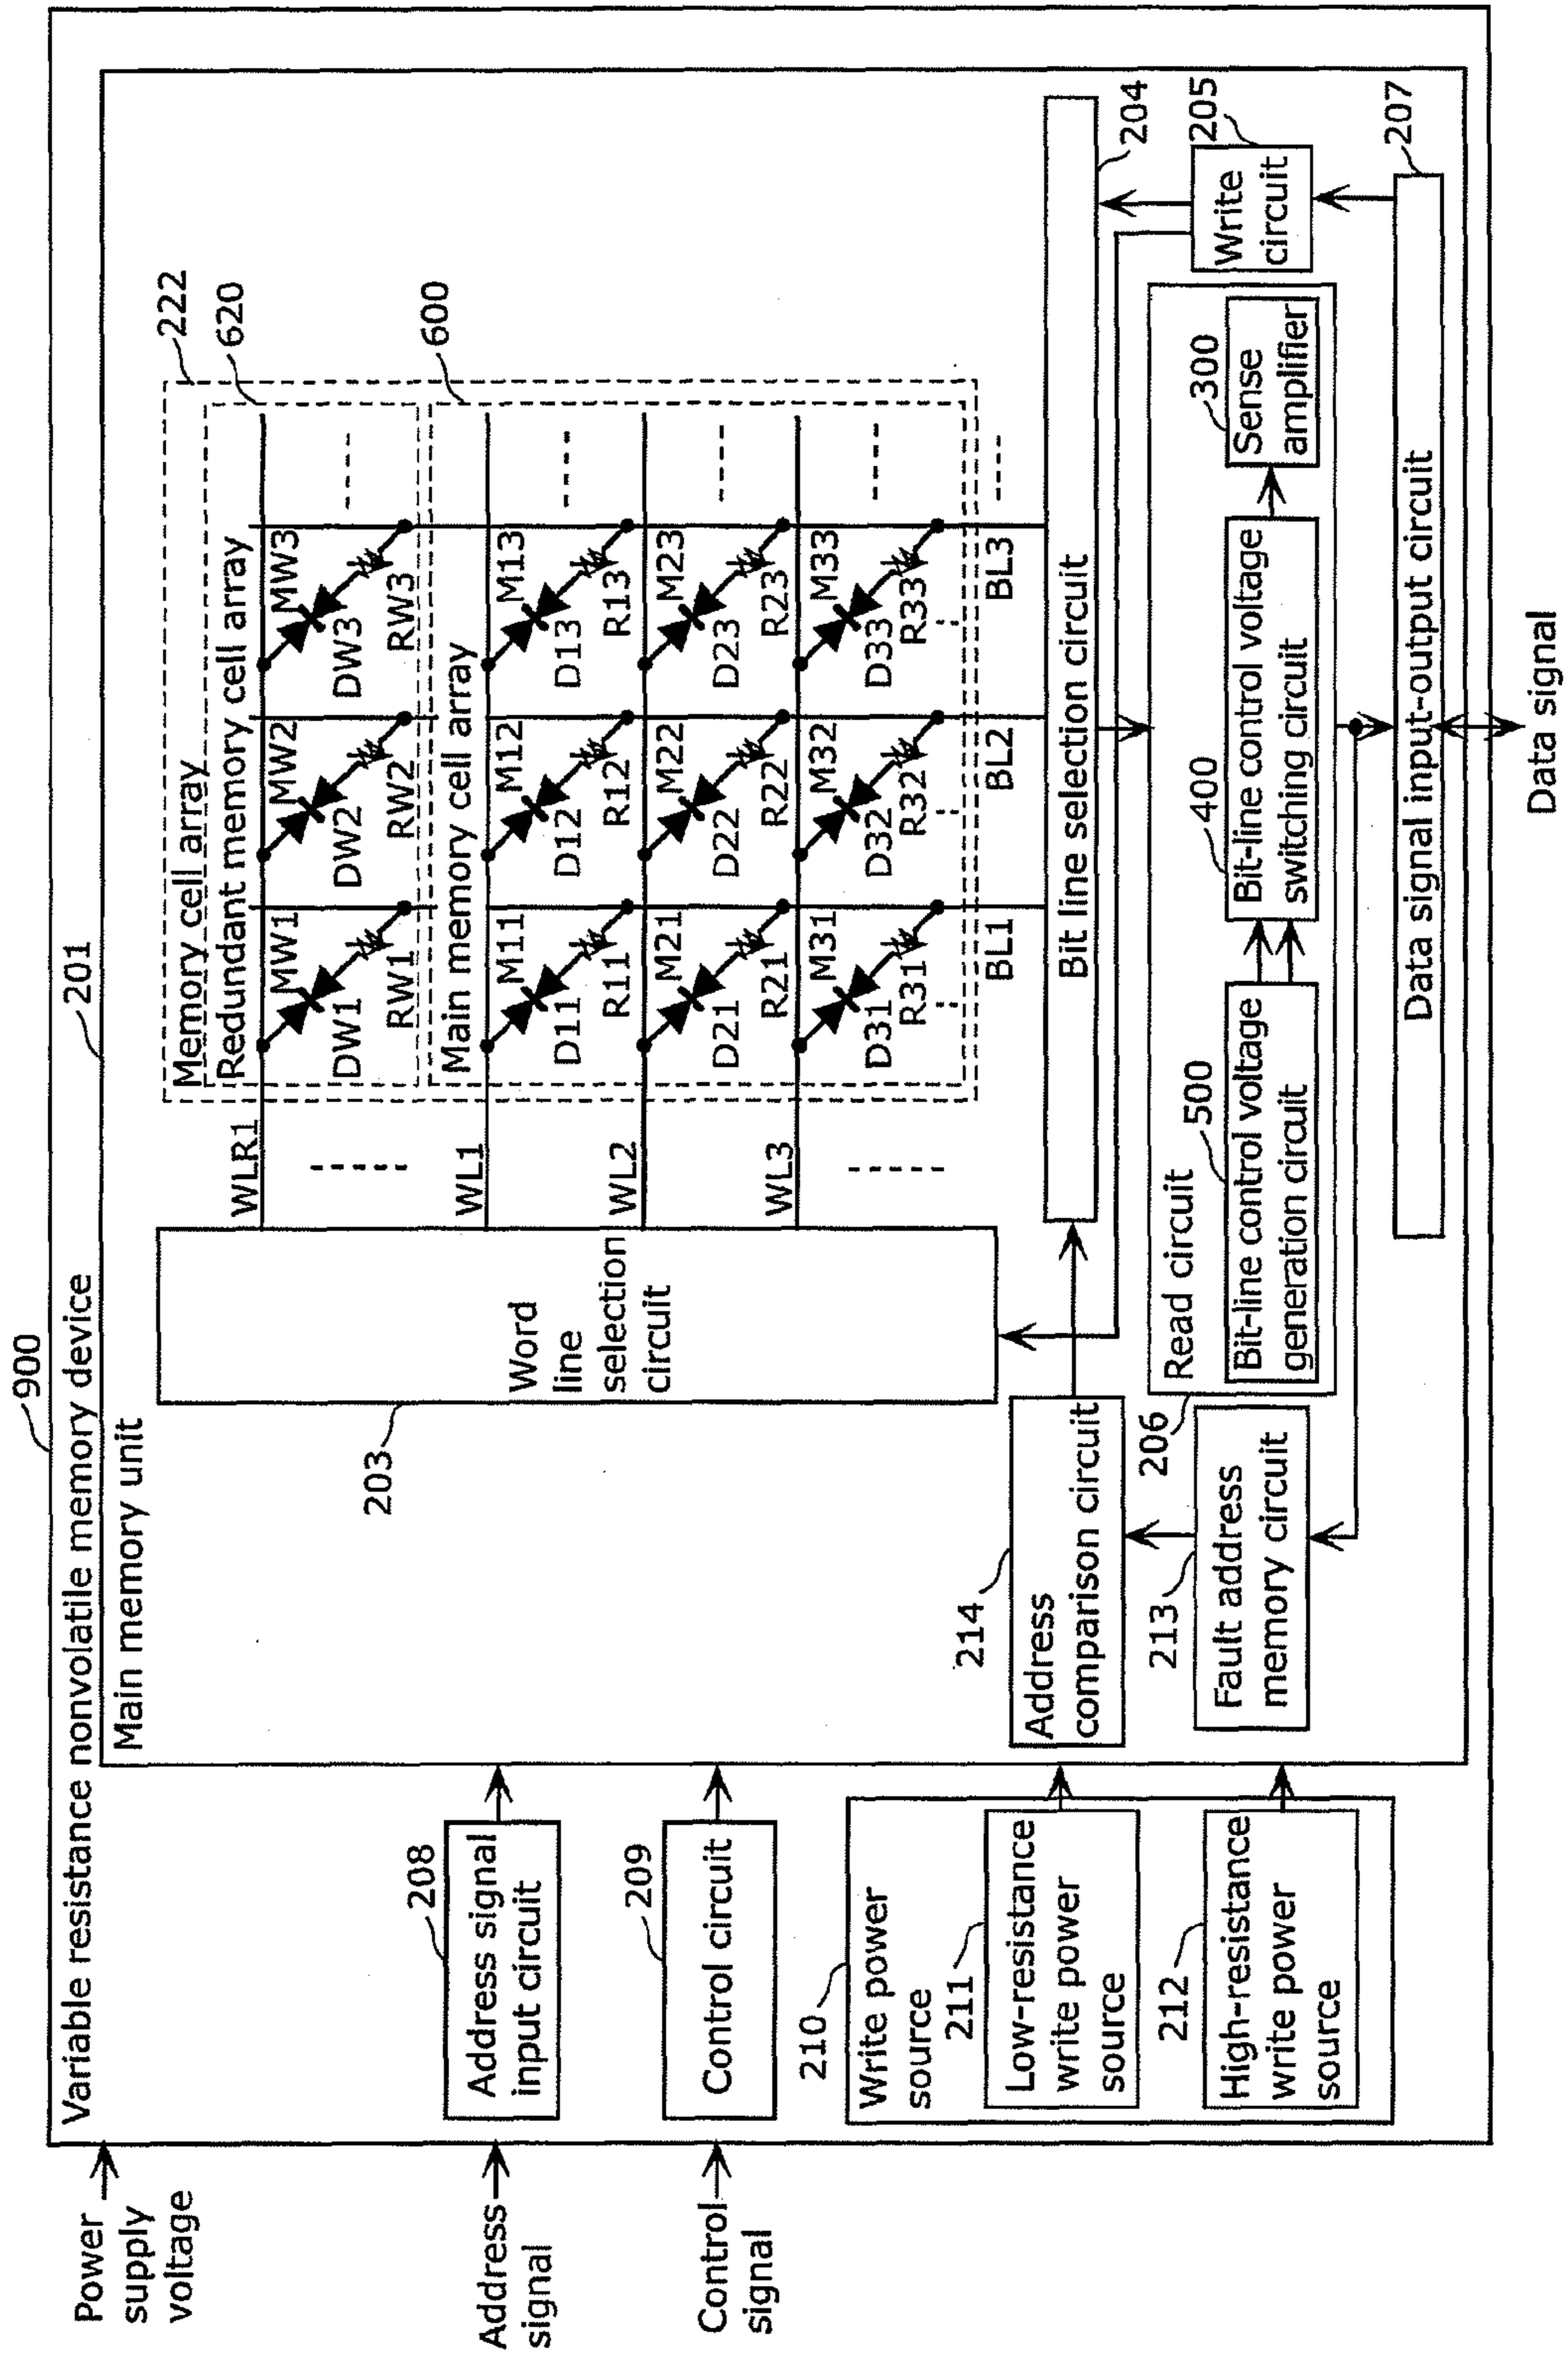 900
Variable resistance nonvolatile memory device
201
Main memory unit
Power
supply
voltage
Address
signal
Control
signal
208
Address signal
input circuit
209
Control circuit
210
Write power
source
211
Low-resistance
write power
source
212
High-resistance
write power
source
203
Word
line
selection
circuit
WLR1
WL1
WL2
WL3
222
Memory cell array
620
Redundant memory cell array
MW1
MW2
MW3
DW1
DW2
DW3
RW1
RW2
RW3
600
Main memory cell array
M11
M12
M13
D11
D12
D13
R11
R12
R13
M21
M22
M23
D21
D22
D23
R21
R22
R23
M31
M32
M33
D31
D32
D33
R31
R32
R33
BL1
BL2
BL3
Bit line selection circuit
204
214
Address
comparison circuit
213
Fault address
memory circuit
206
Read circuit
500
Bit-line control voltage
generation circuit
400
Bit-line control voltage
switching circuit
300
Sense
amplifier
205
Write
circuit
207
Data signal input-output circuit
Data signal